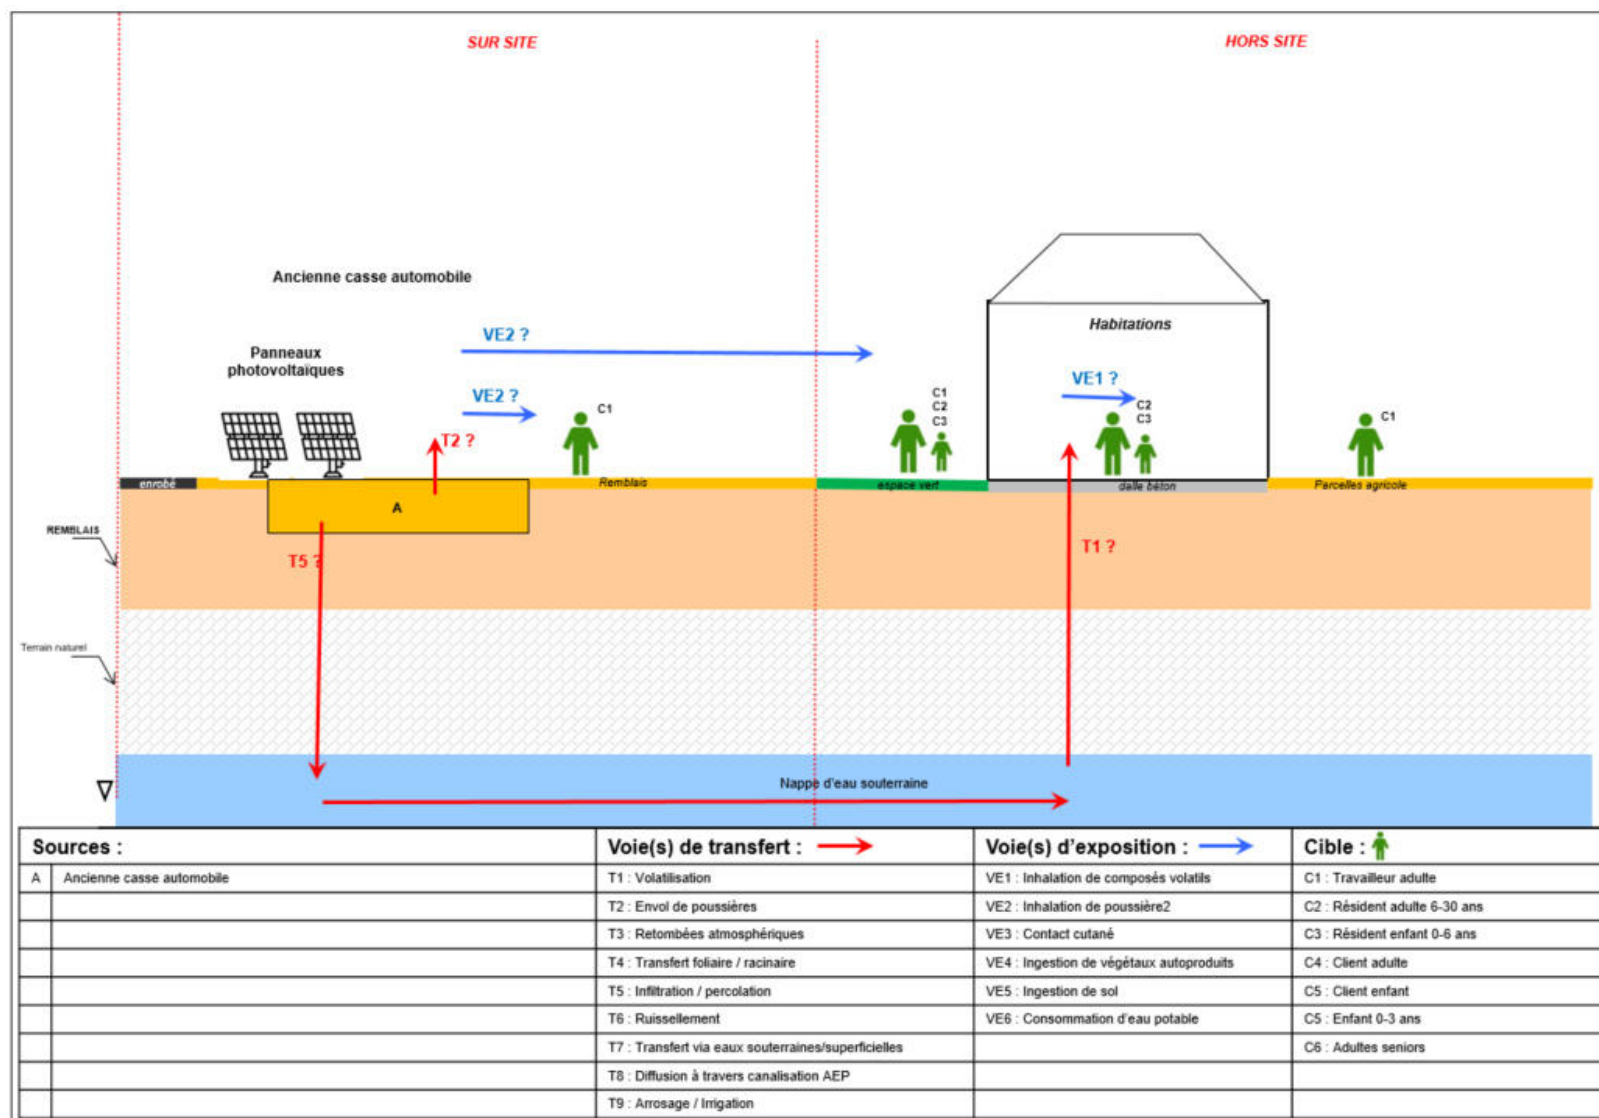 SUR SITE
HORS SITE
Ancienne casse automobile
Panneaux
photovoltaïques
VE2 ?
VE2 ?
T2 ?
C1
C1
C2
C3
Habitations
VE1 ?
C2
C3
C1
enrobé
A
Remblais
espace vert
dalle béton
Parcelles agricole
REMBLAIS
T5 ?
T1 ?
Terrain naturel
Nappe d'eau souterraine
Sources :
Voie(s) de transfert :
Voie(s) d'exposition :
Cible :
A Ancienne casse automobile
T1 : Volatilisation
VE1 : Inhalation de composés volatils
C1 : Travailleur adulte
T2 : Envol de poussières
VE2 : Inhalation de poussière2
C2 : Résident adulte 6-30 ans
T3 : Retombées atmosphériques
VE3 : Contact cutané
C3 : Résident enfant 0-6 ans
T4 : Transfert foliaire / racinaire
VE4 : Ingestion de végétaux autoproduits
C4 : Client adulte
T5 : Infiltration / percolation
VE5 : Ingestion de sol
C5 : Client enfant
T6 : Ruissellement
VE6 : Consommation d'eau potable
C5 : Enfant 0-3 ans
T7 : Transfert via eaux souterraines/superficielles
C6 : Adultes seniors
T8 : Diffusion à travers canalisation AEP
T9 : Arrosage / Irrigation